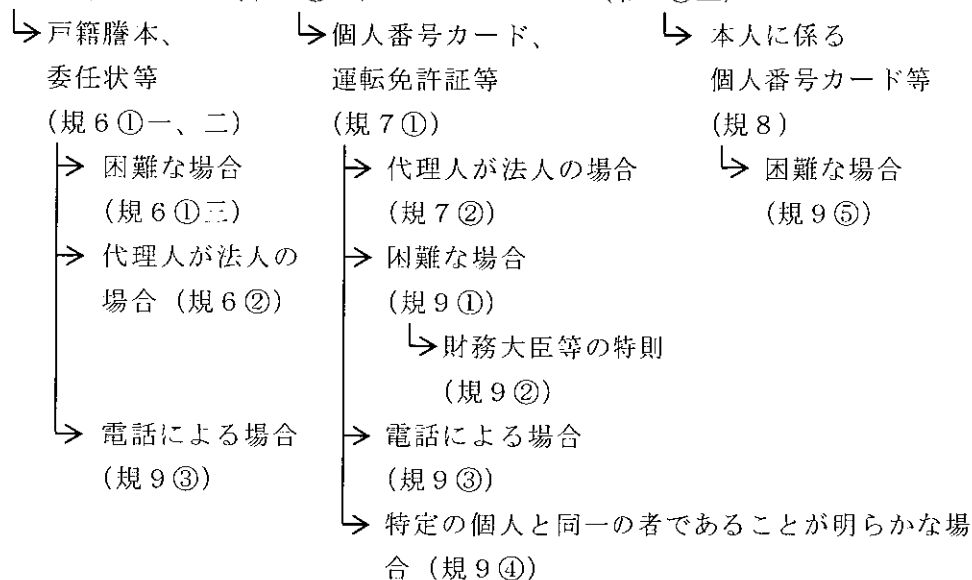 戸籍謄本、
委任状等
(規6①一、二)
困難な場合
(規6①三)
代理人が法人の
場合(規6②)
電話による場合
(規9③)
個人番号カード、
運転免許証等
(規7①)
代理人が法人の場合
(規7②)
困難な場合
(規9①)
財務大臣等の特則
(規9②)
電話による場合
(規9③)
特定の個人と同一の者であることが明らかな場
合(規9④)
本人に係る
個人番号カード等
(規8)
困難な場合
(規9⑤)